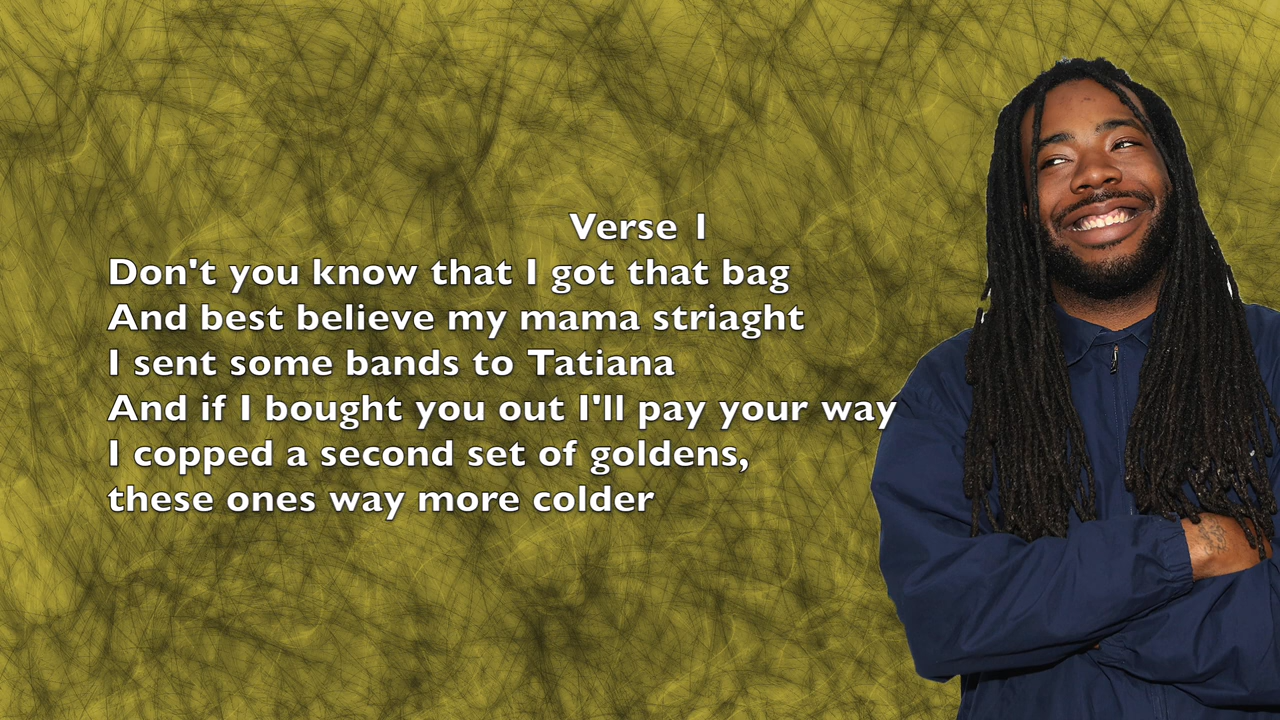 Verse 1
Don't you know that I got that bag
And best believe my mama striaght
I sent some bands to Tatiana
And if I bought you out I'll pay your way
I copped a second set of goldens,
these ones way more colder